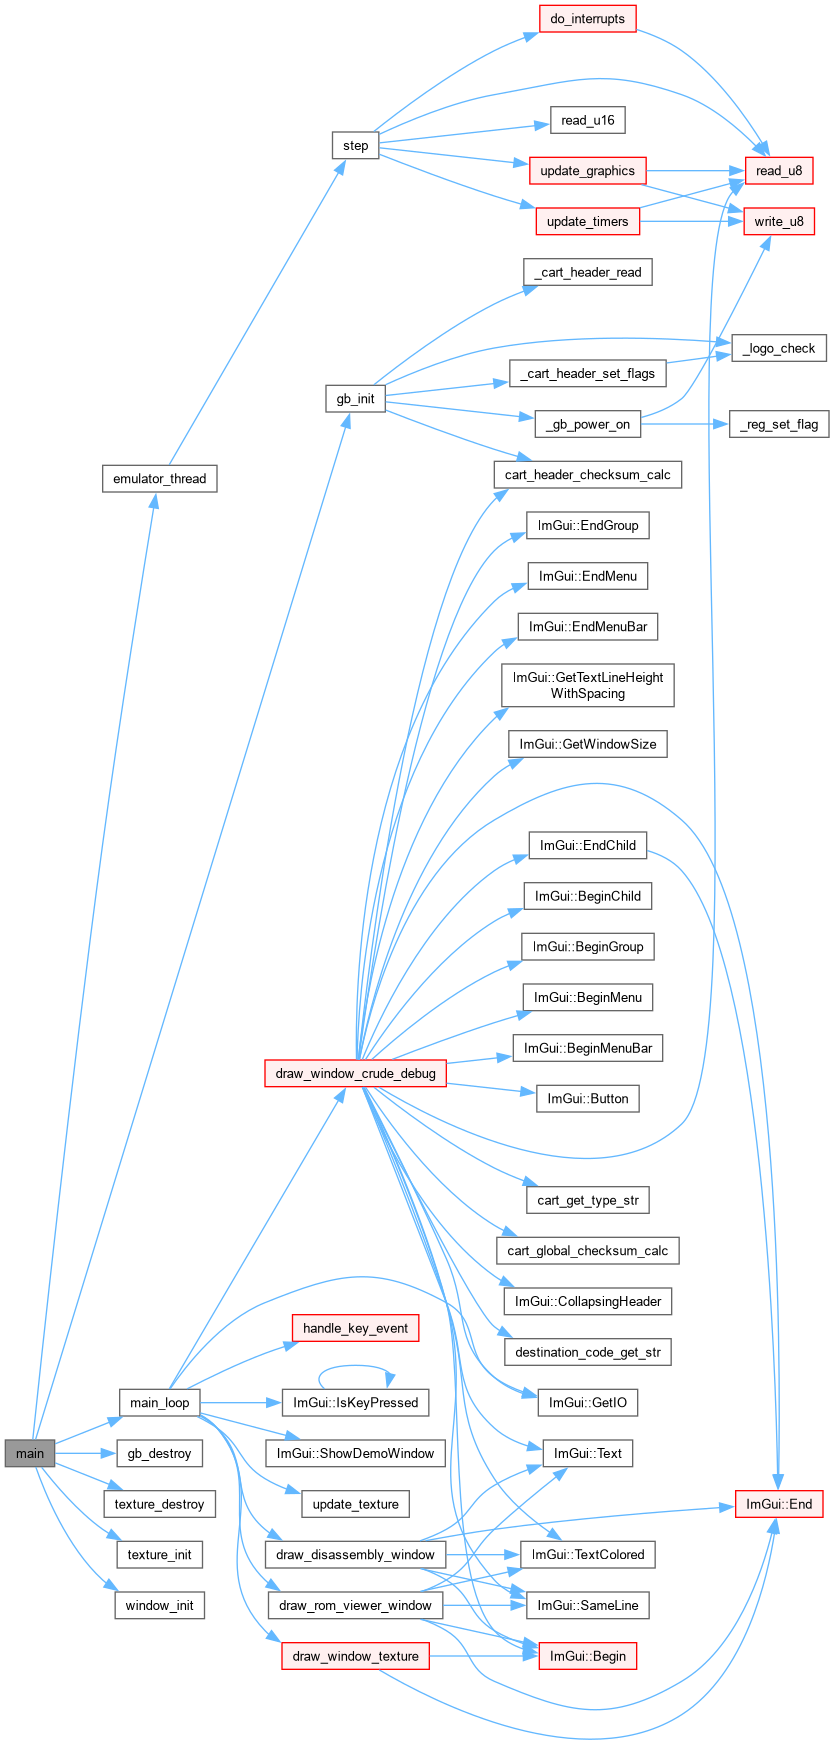 do_interrupts
read_u16
step
update_graphics
read_u8
update_timers
write_u8
_cart_header_read
_logo_check
_cart_header_set_flags
gb_init
_gb_power_on
_reg_set_flag
emulator_thread
cart_header_checksum_calc
ImGui::EndGroup
ImGui::EndMenu
ImGui::EndMenuBar
ImGui::GetTextLineHeight
WithSpacing
ImGui::GetWindowSize
ImGui::EndChild
ImGui::BeginChild
ImGui::BeginGroup
ImGui::BeginMenu
ImGui::BeginMenuBar
draw_window_crude_debug
ImGui::Button
cart_get_type_str
cart_global_checksum_calc
ImGui::CollapsingHeader
handle_key_event
destination_code_get_str
main_loop
ImGui::IsKeyPressed
ImGui::GetIO
main
gb_destroy
ImGui::ShowDemoWindow
ImGui::Text
texture_destroy
update_texture
ImGui::End
texture_init
draw_disassembly_window
ImGui::TextColored
window_init
draw_rom_viewer_window
ImGui::SameLine
draw_window_texture
ImGui::Begin